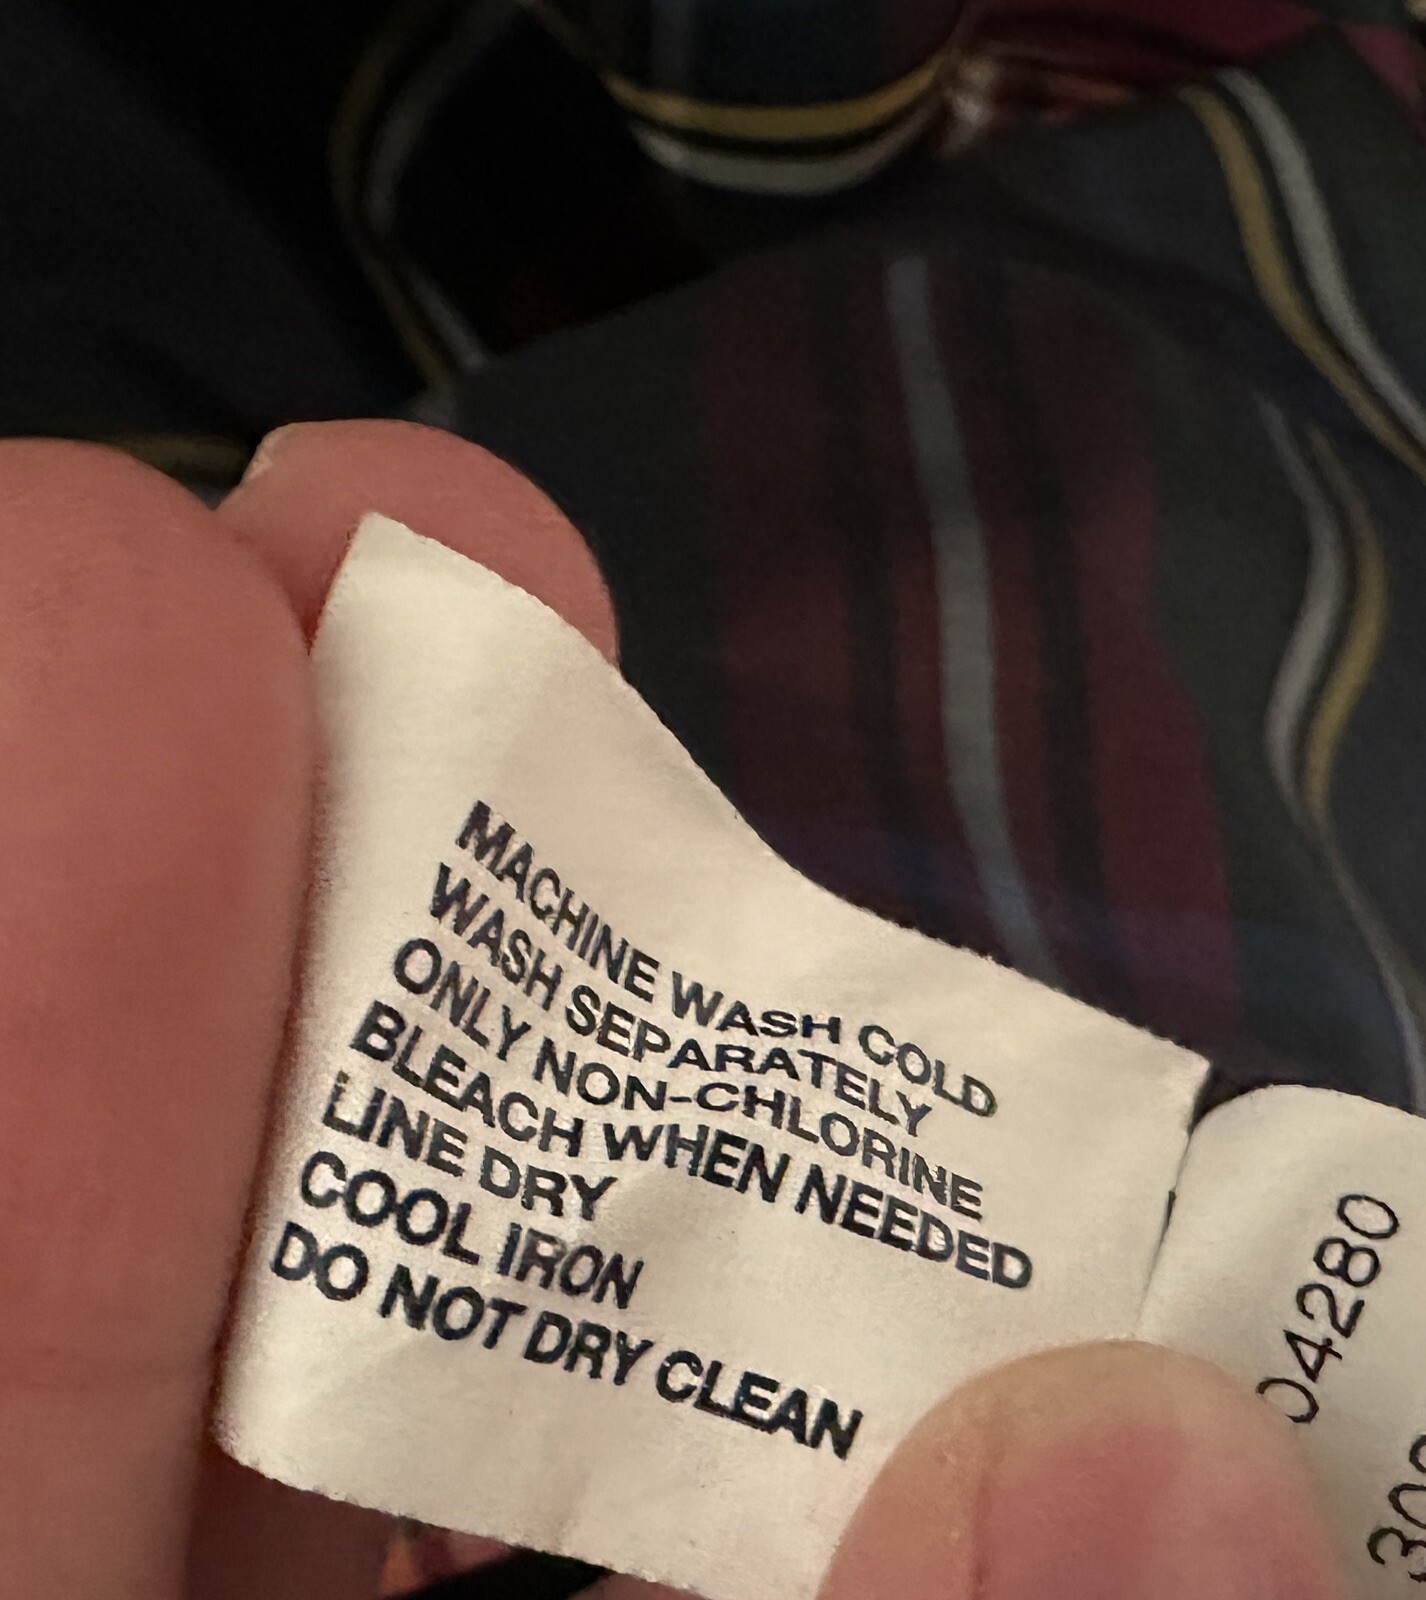 MACHINE WASH COLD
WASH SEPARATELY
ONLY NON-CHLORINE
BLEACH WHEN NEEDED
LINE DRY
COOL IRON
DO NOT DRY CLEAN
04280